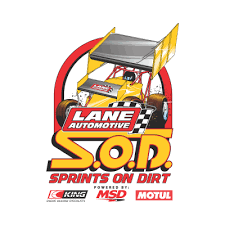 LANE
AUTOMOTIVE
S.O.D.
SPRINTS ON DIRT
POWERED BY:
KING
MSD
MOTUL